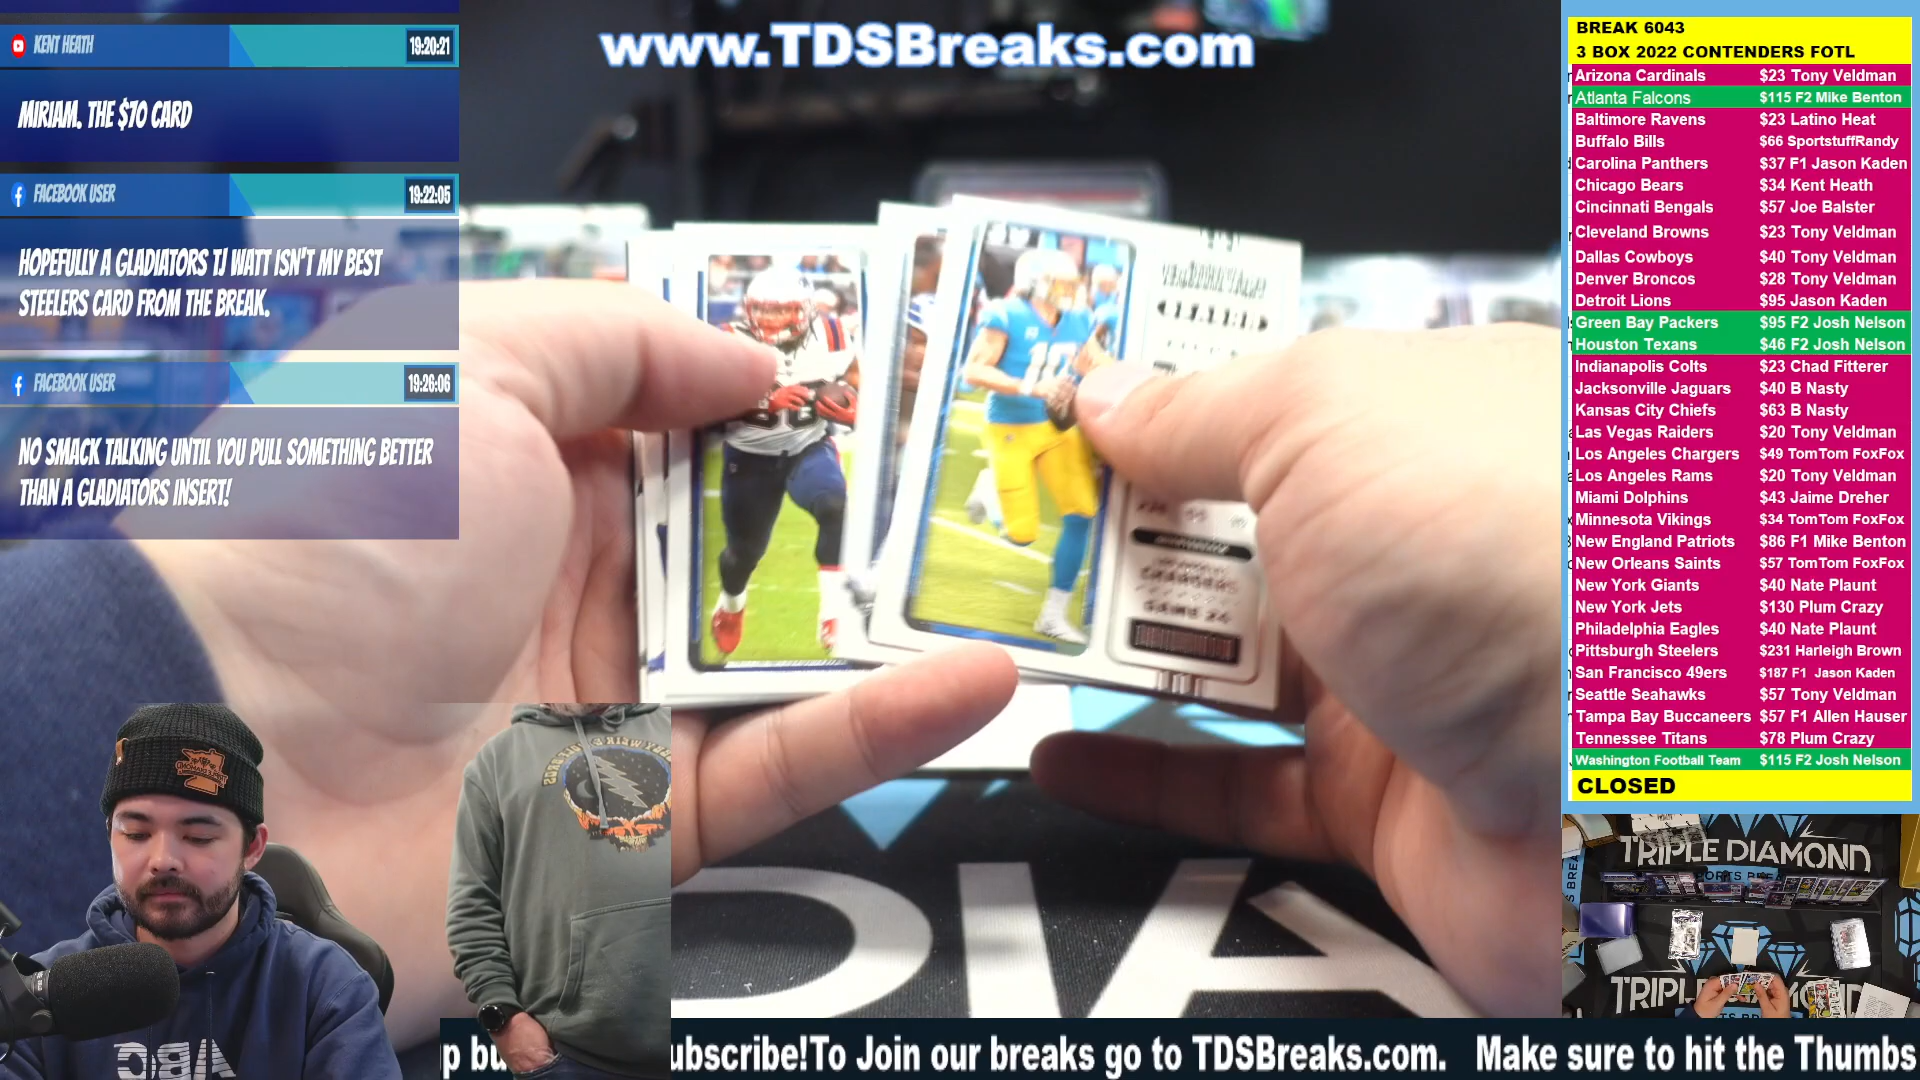 KENT HEATH
19:20:21
MIRIAM. THE $70 CARD
FACEBOOK USER
19:22:05
HOPEFULLY A GLADIATORS TJ WATT ISN'T MY BEST
STEELERS CARD FROM THE BREAK.
FACEBOOK USER
19:26:06
NO SMACK TALKING UNTIL YOU PULL SOMETHING BETTER
THAN A GLADIATORS INSERT!
www.TDSBreaks.com
CHARGERS
TRIPLE DIAMOND
BREAK 6043
3 BOX 2022 CONTENDERS FOTL
Arizona Cardinals $23 Tony Veldman
Atlanta Falcons $115 F2 Mike Benton
Baltimore Ravens $23 Latino Heat
Buffalo Bills $66 SportstuffRandy
Carolina Panthers $37 F1 Jason Kaden
Chicago Bears $34 Kent Heath
Cincinnati Bengals $57 Joe Balster
Cleveland Browns $23 Tony Veldman
Dallas Cowboys $40 Tony Veldman
Denver Broncos $28 Tony Veldman
Detroit Lions $95 Jason Kaden
Green Bay Packers $95 F2 Josh Nelson
Houston Texans $46 F2 Josh Nelson
Indianapolis Colts $23 Chad Fitterer
Jacksonville Jaguars $40 B Nasty
Kansas City Chiefs $63 B Nasty
Las Vegas Raiders $20 Tony Veldman
Los Angeles Chargers $49 TomTom FoxFox
Los Angeles Rams $20 Tony Veldman
Miami Dolphins $43 Jaime Dreher
Minnesota Vikings $34 TomTom FoxFox
New England Patriots $86 F1 Mike Benton
New Orleans Saints $57 TomTom FoxFox
New York Giants $40 Nate Plaunt
New York Jets $130 Plum Crazy
Philadelphia Eagles $40 Nate Plaunt
Pittsburgh Steelers $231 Harleigh Brown
San Francisco 49ers $187 F1 Jason Kaden
Seattle Seahawks $57 Tony Veldman
Tampa Bay Buccaneers $57 F1 Allen Hauser
Tennessee Titans $78 Plum Crazy
Washington Football Team $115 F2 Josh Nelson
CLOSED
p bu ubscribe!To Join our breaks go to TDSBreaks.com. Make sure to hit the Thumbs